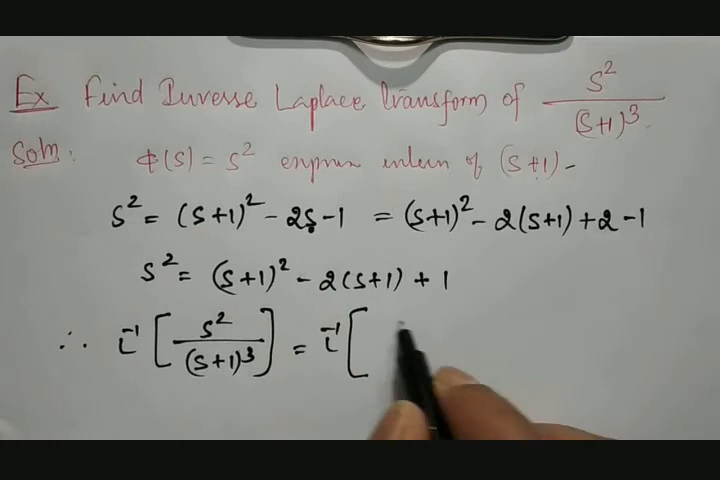 Ex Find Inverse Laplace Transform of S²/(S+1)³.
Soln: Φ(S) = S² express interm of (S+1) -
S² = (S+1)² - 2S - 1 = (S+1)² - 2(S+1) + 2 - 1
S² = (S+1)² - 2(S+1) + 1
∴ L⁻¹ [ S²/(S+1)³ ] = L⁻¹ [